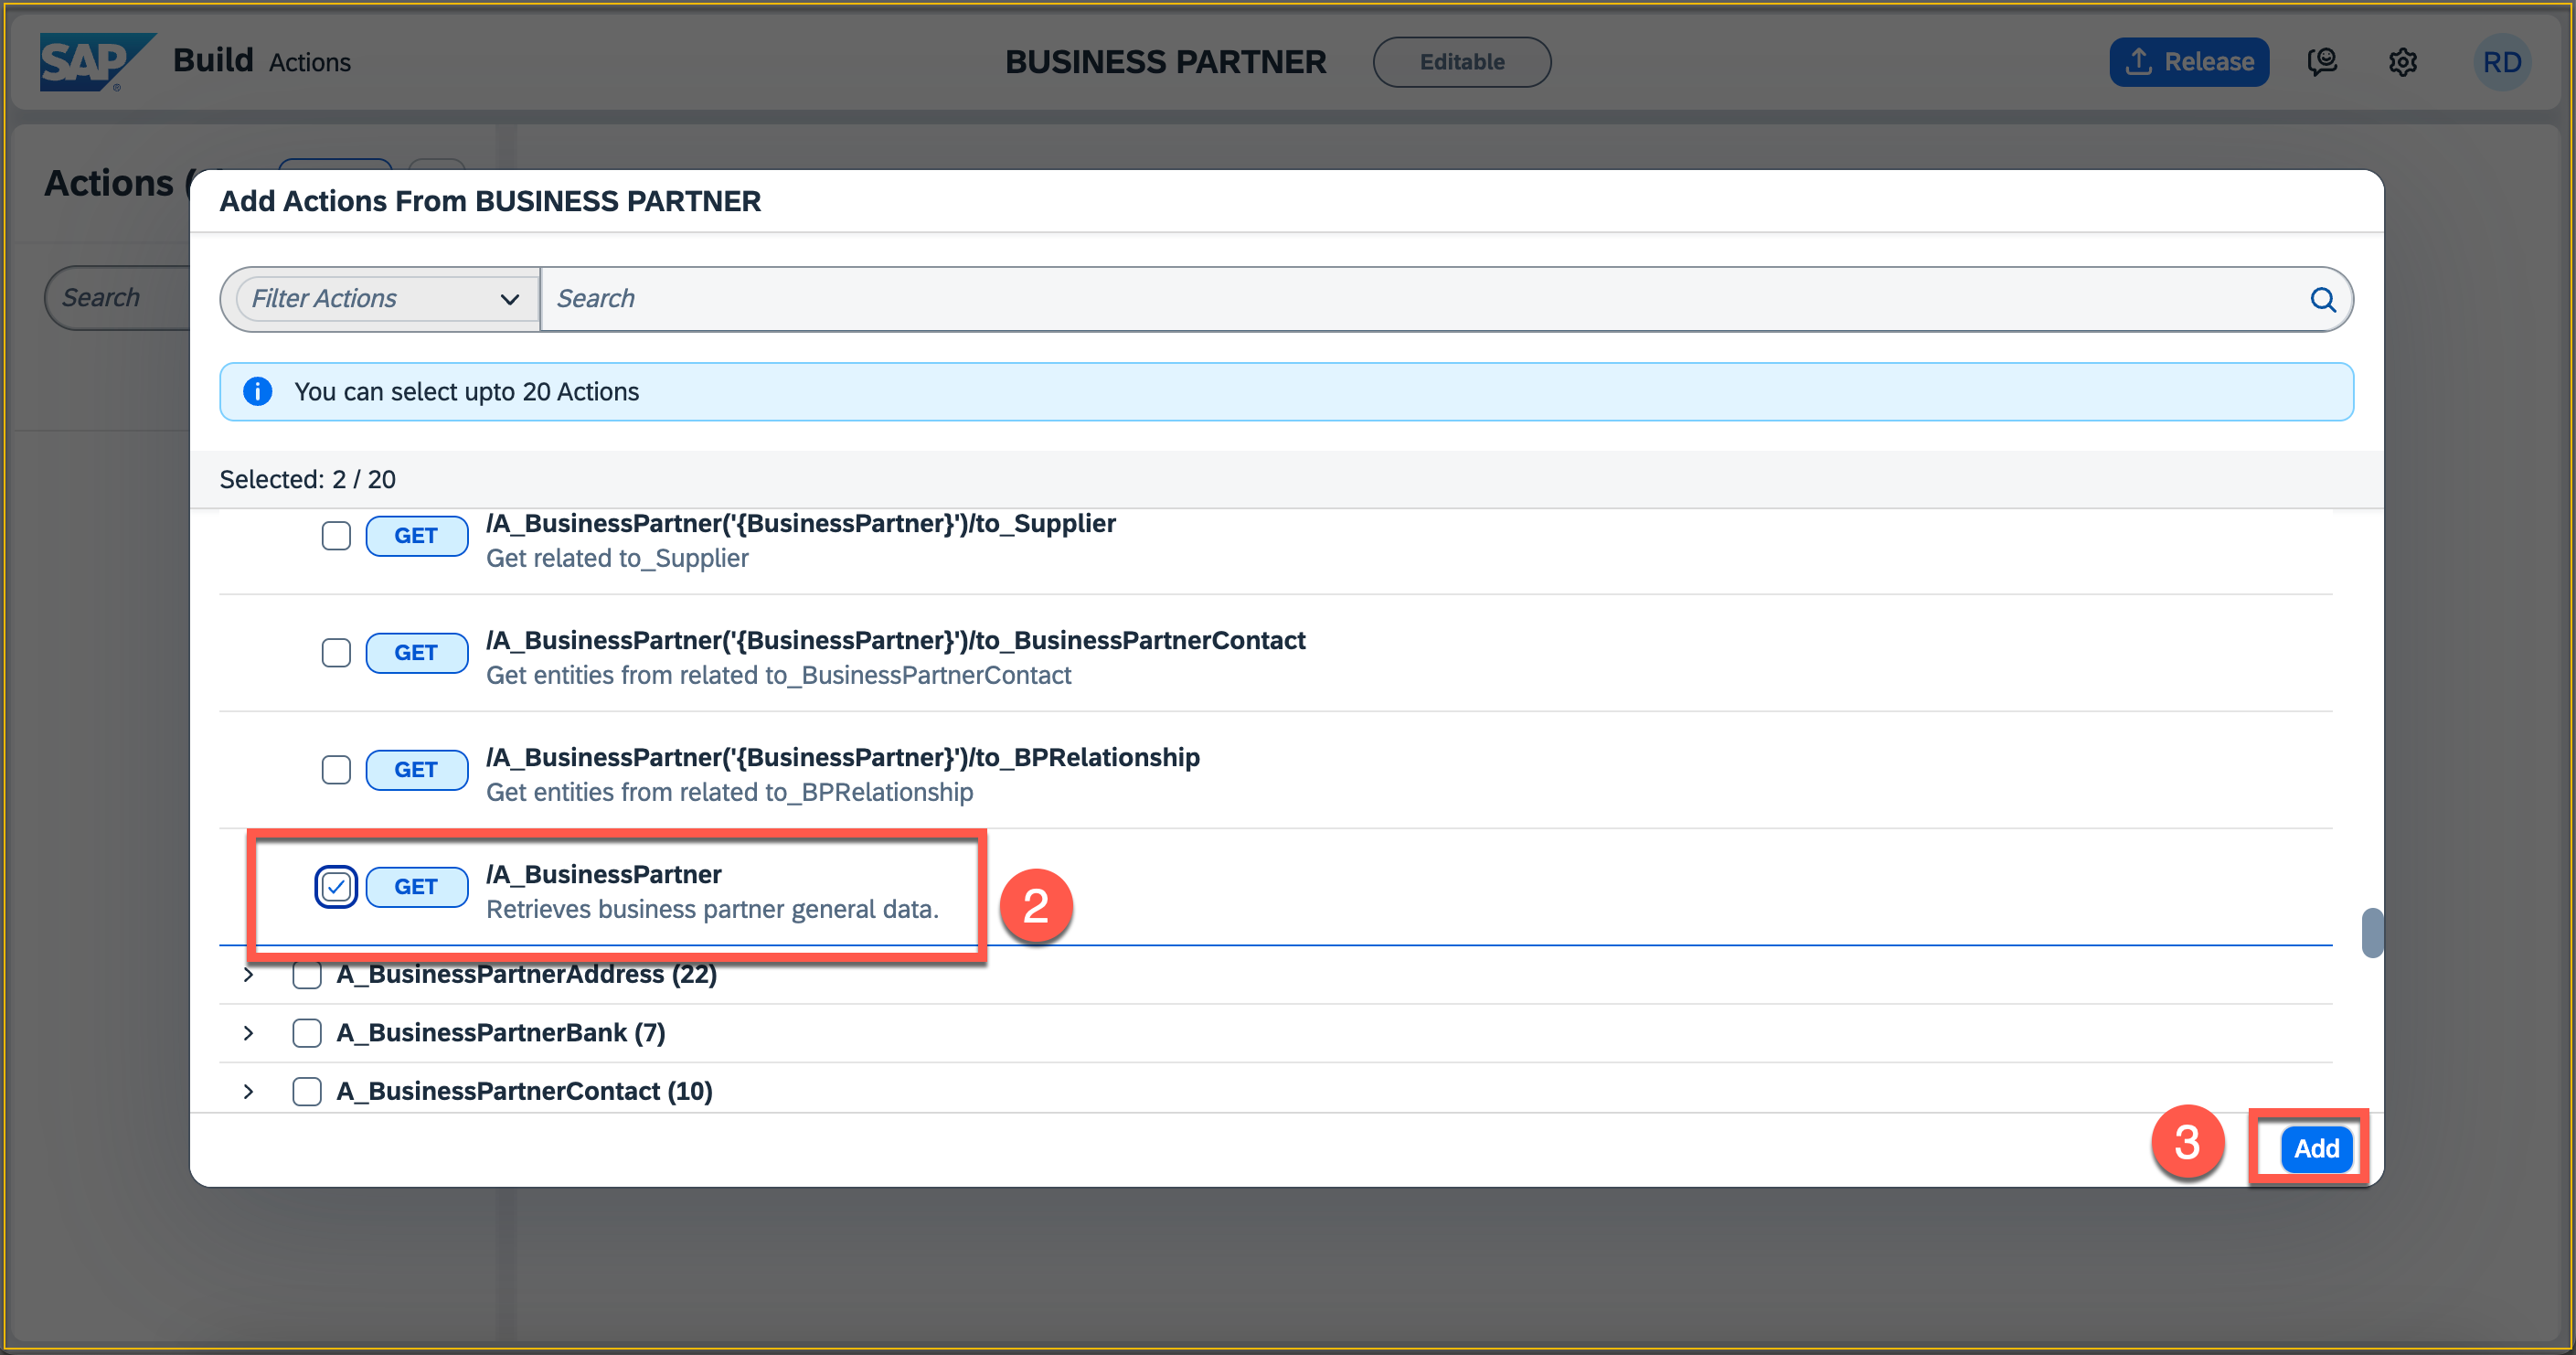 SAP Build Actions BUSINESS PARTNER Editable Release RD
Actions (
Add Actions From BUSINESS PARTNER
Search
Filter Actions Search
You can select upto 20 Actions
Selected: 2 / 20
GET /A_BusinessPartner('{BusinessPartner}')/to_Supplier
Get related to_Supplier
GET /A_BusinessPartner('{BusinessPartner}')/to_BusinessPartnerContact
Get entities from related to_BusinessPartnerContact
GET /A_BusinessPartner('{BusinessPartner}')/to_BPRelationship
Get entities from related to_BPRelationship
GET /A_BusinessPartner
Retrieves business partner general data.
2
A_BusinessPartnerAddress (22)
A_BusinessPartnerBank (7)
A_BusinessPartnerContact (10)
3 Add